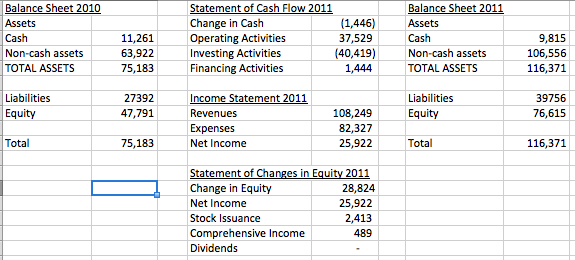 Balance Sheet 2010 Statement of Cash Flow 2011 Balance Sheet 2011
Assets Change in Cash (1,446) Assets
Cash 11,261 Operating Activities 37,529 Cash 9,815
Non-cash assets 63,922 Investing Activities (40,419) Non-cash assets 106,556
TOTAL ASSETS 75,183 Financing Activities 1,444 TOTAL ASSETS 116,371
Liabilities 27392 Income Statement 2011 Liabilities 39756
Equity 47,791 Revenues 108,249 Equity 76,615
Expenses 82,327
Total 75,183 Net Income 25,922 Total 116,371
Statement of Changes in Equity 2011
Change in Equity 28,824
Net Income 25,922
Stock Issuance 2,413
Comprehensive Income 489
Dividends -